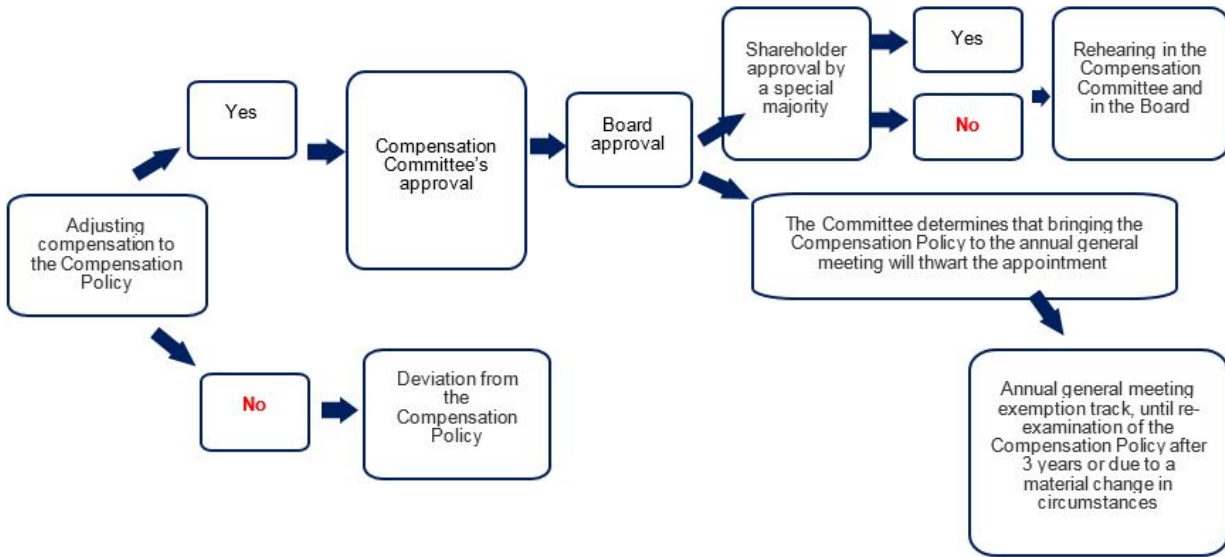 Adjusting
compensation to
the Compensation
Policy
Yes
No
Deviation from
the
Compensation
Policy
Compensation
Committee's
approval
Board
approval
Shareholder
approval by
a special
majority
Yes
No
Rehearing in the
Compensation
Committee and
in the Board
The Committee determines that bringing the
Compensation Policy to the annual general
meeting will thwart the appointment
Annual general meeting
exemption track, until re-
examination of the
Compensation Policy after
3 years or due to a
material change in
circumstances